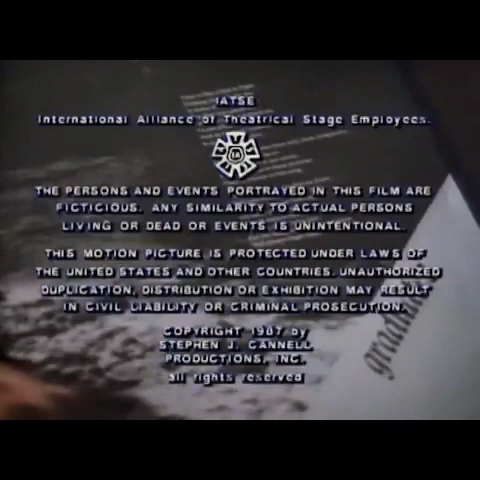 IATSE
International Alliance of Theatrical Stage Employees.
IA
THE PERSONS AND EVENTS PORTRAYED IN THIS FILM ARE
FICTICIOUS. ANY SIMILARITY TO ACTUAL PERSONS
LIVING OR DEAD OR EVENTS IS UNINTENTIONAL.
THIS MOTION PICTURE IS PROTECTED UNDER LAWS OF
THE UNITED STATES AND OTHER COUNTRIES. UNAUTHORIZED
DUPLICATION, DISTRIBUTION OR EXHIBITION MAY RESULT
IN CIVIL LIABILITY OR CRIMINAL PROSECUTION.
COPYRIGHT 1987 by
STEPHEN J. CANNELL
PRODUCTIONS, INC.
all rights reserved